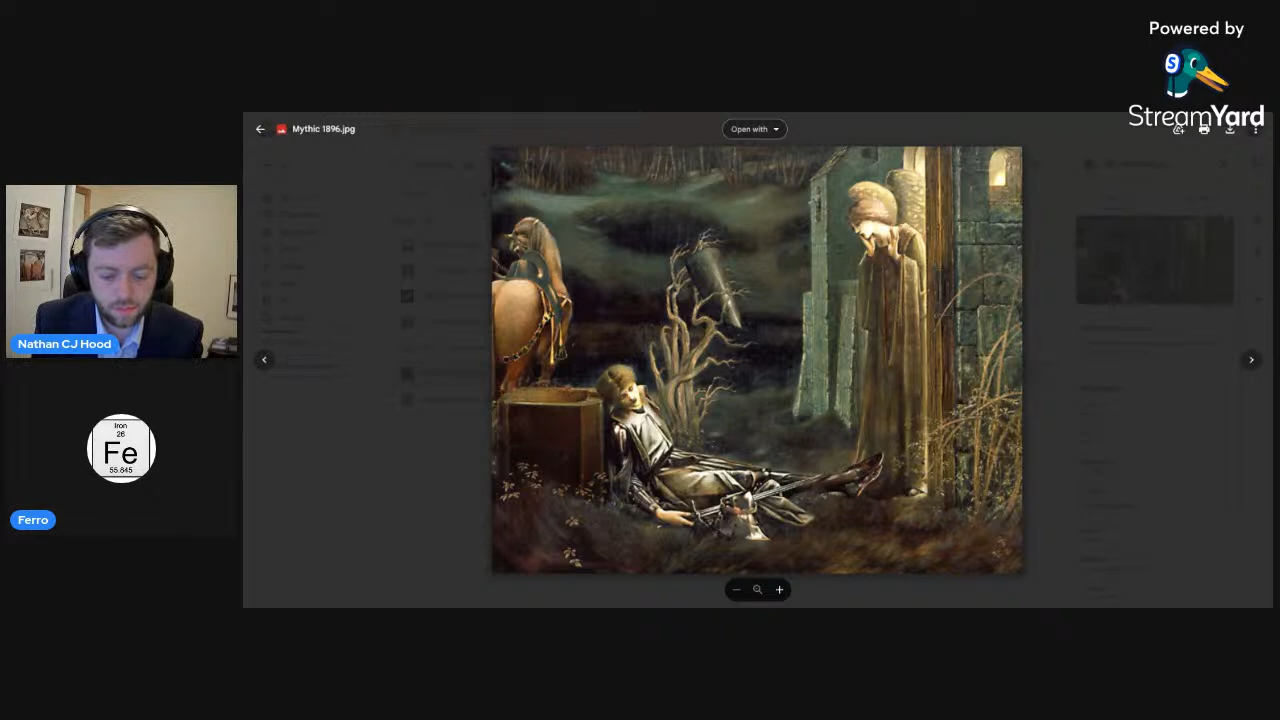 Powered by
StreamYard
Mythic 1896.jpg
Open with
Nathan CJ Hood
Iron
26
Fe
55.845
Ferro